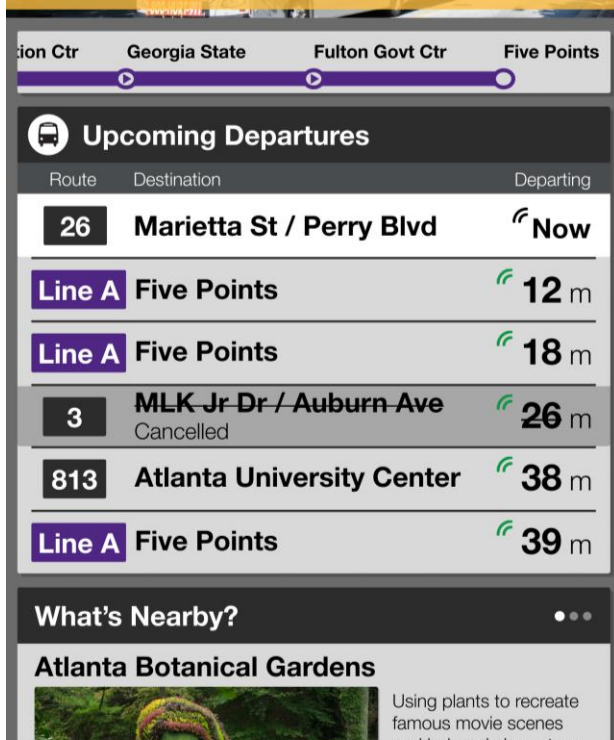 tion Ctr Georgia State Fulton Govt Ctr Five Points
Upcoming Departures
Route Destination Departing
26 Marietta St / Perry Blvd Now
Line A Five Points 12 m
Line A Five Points 18 m
3 MLK Jr Dr / Auburn Ave 26 m
Cancelled
813 Atlanta University Center 38 m
Line A Five Points 39 m
What's Nearby?
Atlanta Botanical Gardens
Using plants to recreate
famous movie scenes